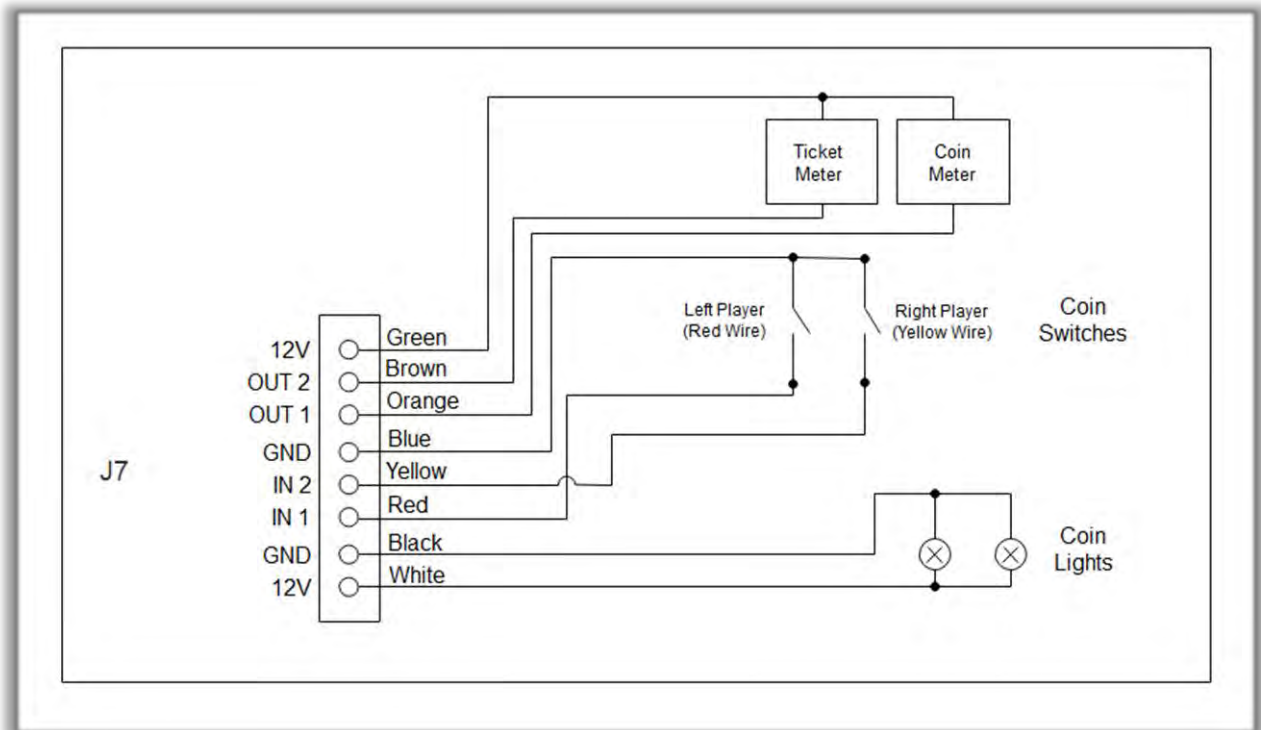 Ticket
Meter
Coin
Meter
Left Player
(Red Wire)
Right Player
(Yellow Wire)
Coin
Switches
12V
Green
OUT 2
Brown
OUT 1
Orange
GND
Blue
J7
IN 2
Yellow
IN 1
Red
GND
Black
12V
White
Coin
Lights